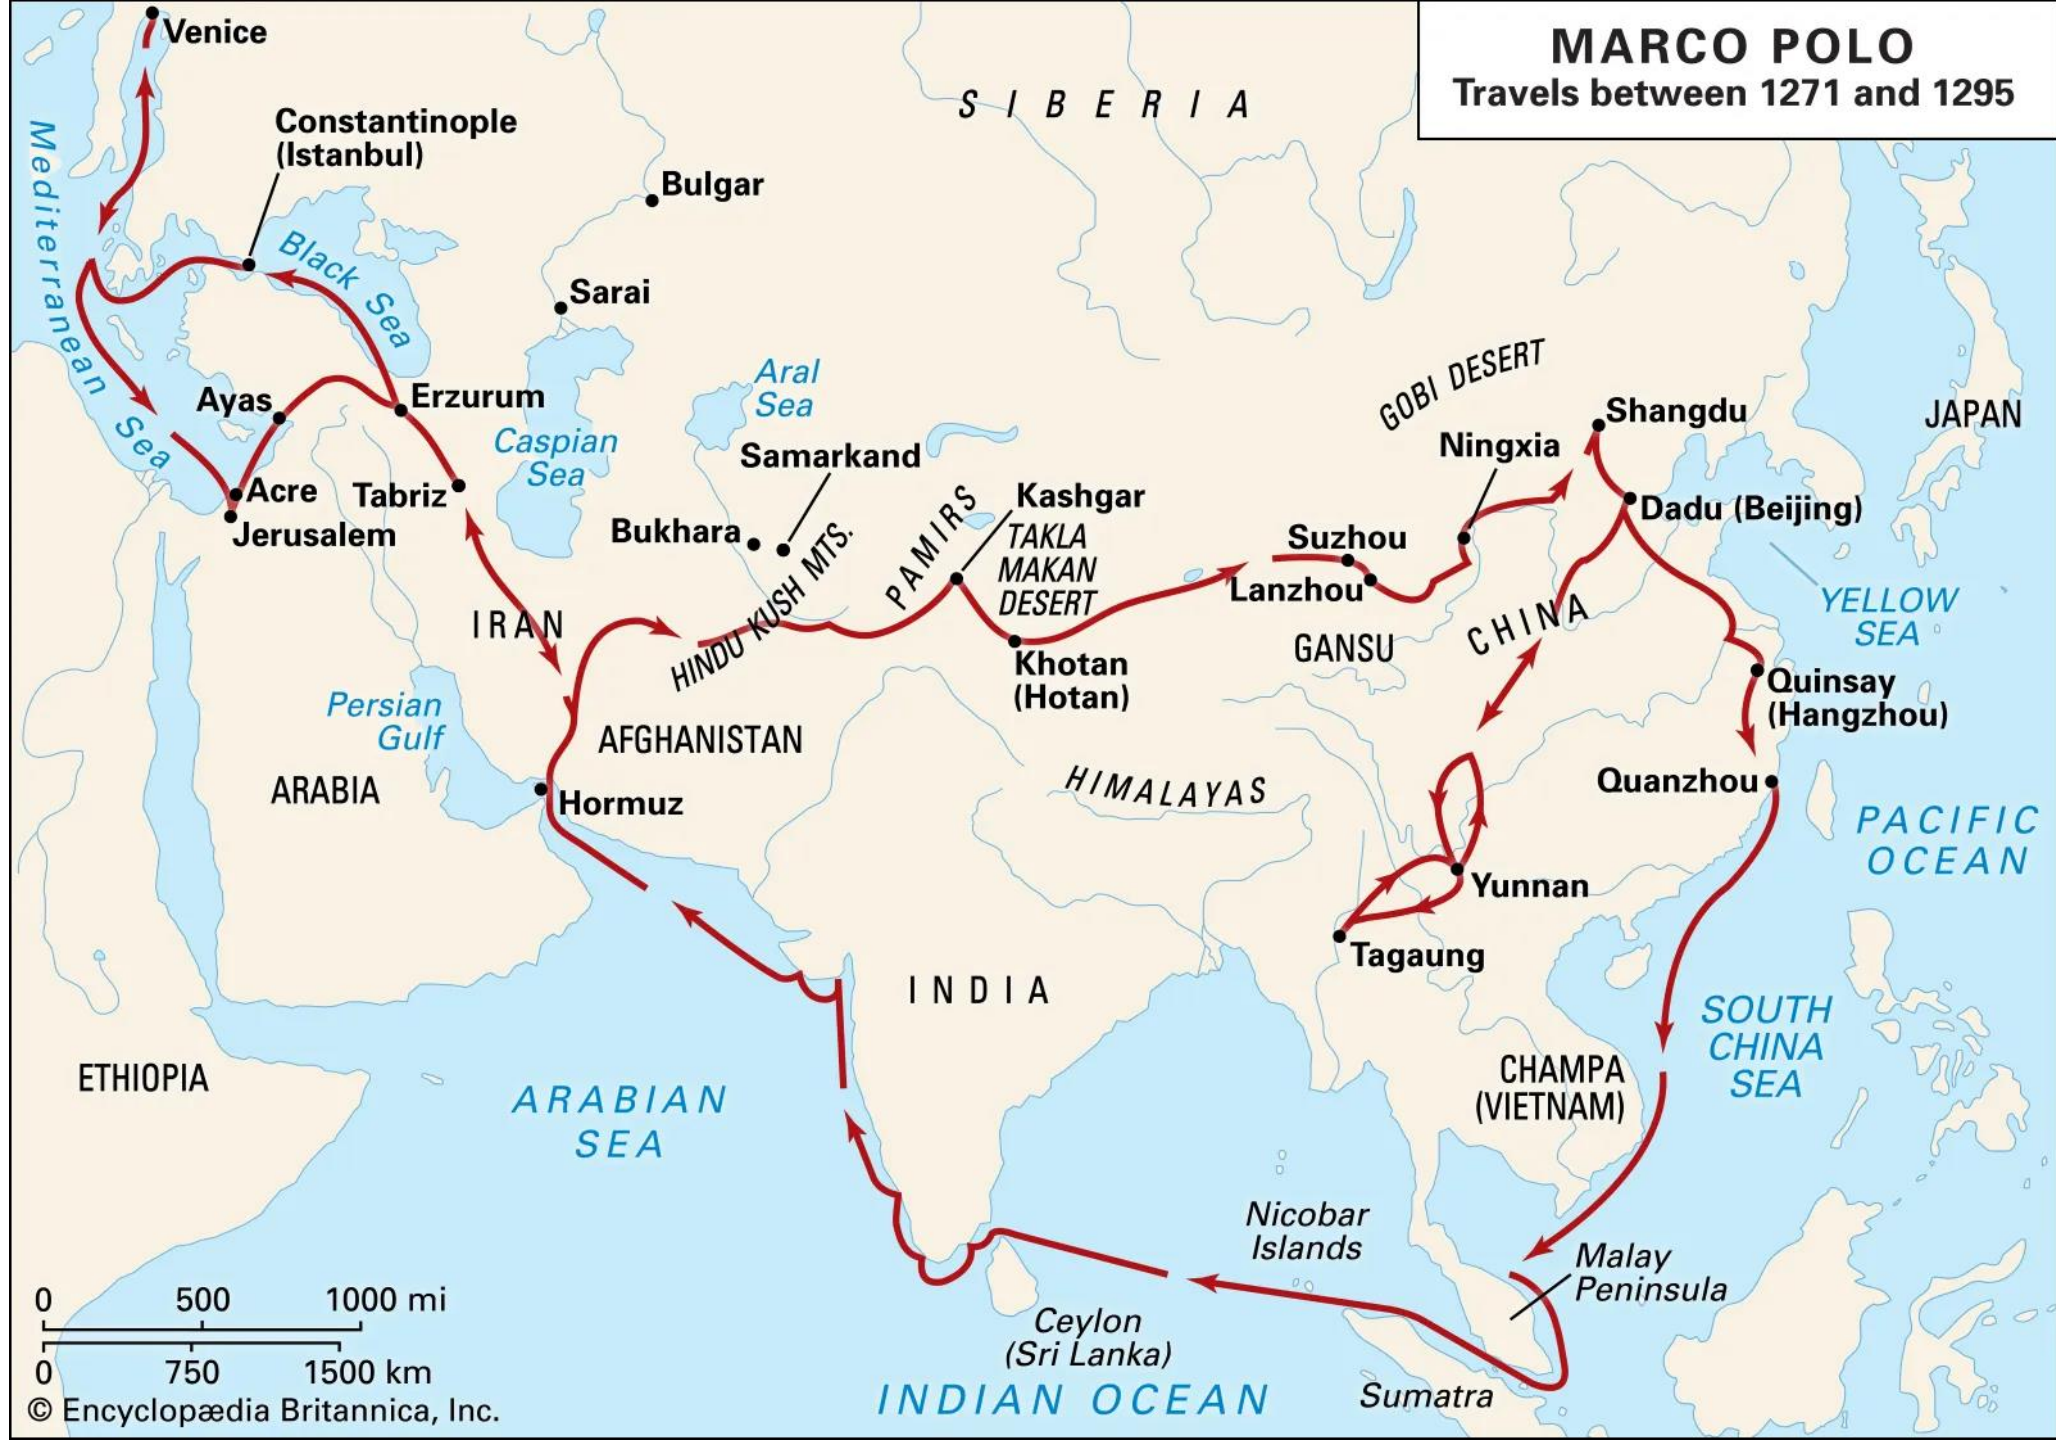 MARCO POLO
Travels between 1271 and 1295
Venice
SIBERIA
Constantinople
(Istanbul)
Mediterranean Sea
Black Sea
Bulgar
Sarai
Aral
Sea
Caspian
Sea
Ayas
Erzurum
Acre
Jerusalem
Tabriz
Samarkand
Bukhara
HINDU KUSH MTS.
PAMIRS
Kashgar
TAKLA
MAKAN
DESERT
Khotan
(Hotan)
GOBI DESERT
Shangdu
Ningxia
JAPAN
Dadu (Beijing)
Suzhou
Lanzhou
GANSU
CHINA
YELLOW
SEA
Quinsay
(Hangzhou)
Quanzhou
PACIFIC
OCEAN
IRAN
Persian
Gulf
AFGHANISTAN
ARABIA
Hormuz
HIMALAYAS
Yunnan
Tagaung
INDIA
ETHIOPIA
ARABIAN
SEA
CHAMPA
(VIETNAM)
SOUTH
CHINA
SEA
Nicobar
Islands
Malay
Peninsula
Ceylon
(Sri Lanka)
Sumatra
INDIAN OCEAN
0 500 1000 mi
0 750 1500 km
© Encyclopædia Britannica, Inc.